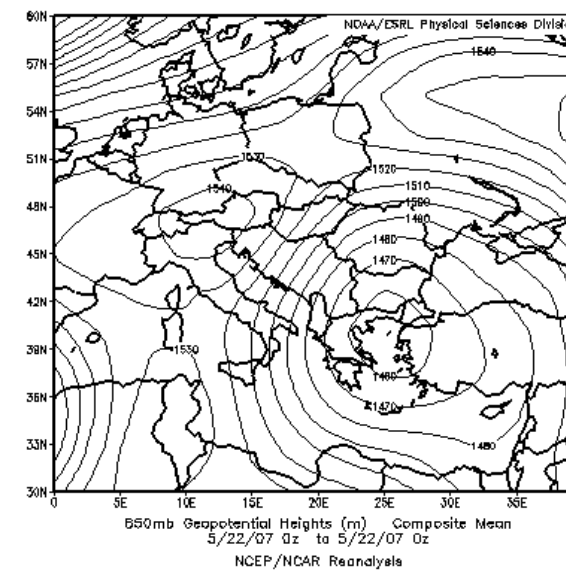 60N
NOAA/ESRL Physical Sciences Divis
57N
1540
54N
51N
1530
1520
1540
1510
48N
1500
1490
1480
45N
1470
42N
39N
1530
1460
36N
1470
33N
1480
30N
0 5E 10E 15E 20E 25E 30E 35E
850mb Geopotential Heights (m) Composite Mean
5/22/07 0z to 5/22/07 0z
NCEP/NCAR Reanalysis